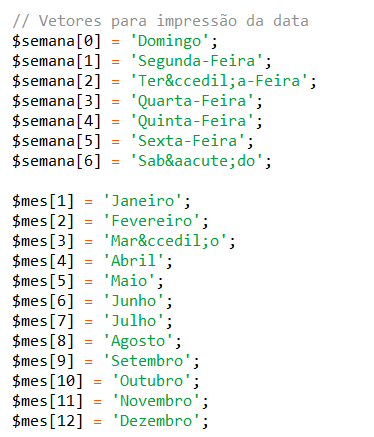 // Vetores para impressão da data
$semana[0] = 'Domingo';
$semana[1] = 'Segunda-Feira';
$semana[2] = 'Ter&ccedil;a-Feira';
$semana[3] = 'Quarta-Feira';
$semana[4] = 'Quinta-Feira';
$semana[5] = 'Sexta-Feira';
$semana[6] = 'Sab&aacute;do';

$mes[1] = 'Janeiro';
$mes[2] = 'Fevereiro';
$mes[3] = 'Mar&ccedil;o';
$mes[4] = 'Abril';
$mes[5] = 'Maio';
$mes[6] = 'Junho';
$mes[7] = 'Julho';
$mes[8] = 'Agosto';
$mes[9] = 'Setembro';
$mes[10] = 'Outubro';
$mes[11] = 'Novembro';
$mes[12] = 'Dezembro';